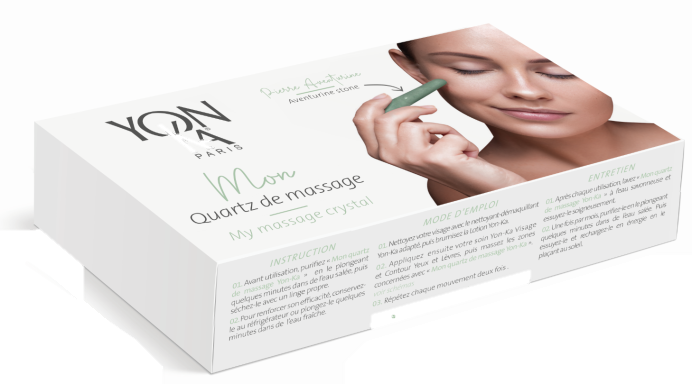 YON
KA
PARIS
Pierre Aventurine
Aventurine stone
Mon
Quartz de massage
My massage crystal
INSTRUCTION
01. Avant utilisation, purifiez « Mon quartz
de massage Yon-Ka » en le plongeant
quelques minutes dans de l'eau salée, puis
séchez-le avec un linge propre.
02. Pour renforcer son efficacité, conservez-
le au réfrigérateur ou plongez-le quelques
minutes dans de l'eau fraîche.
MODE D'EMPLOI
01. Nettoyez votre visage avec le nettoyant-démaquillant
Yon-Ka adapté, puis brumisez la Lotion Yon-Ka.
02. Appliquez ensuite votre soin Yon-Ka Visage
et Contour Yeux et Lèvres, puis massez les zones
concernées avec « Mon quartz de massage Yon-Ka ».
03. Répétez chaque mouvement deux fois .
ENTRETIEN
01. Après chaque utilisation, lavez « Mon quartz
de massage Yon-Ka » à l'eau savonneuse et
essuyez-le soigneusement.
02. Une fois par mois, purifiez-le en le plongeant
quelques minutes dans de l'eau salée. Puis
essuyez-le et rechargez-le en énergie en le
plaçant au soleil.